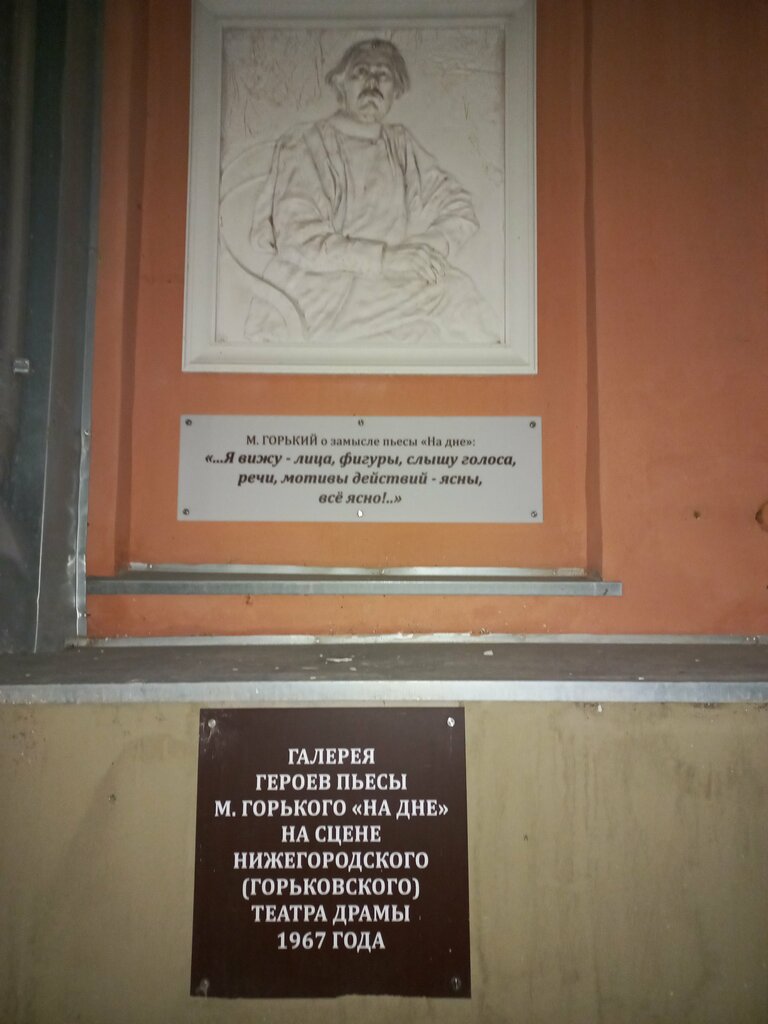 М. ГОРЬКИЙ о замысле пьесы «На дне»:
«...Я вижу - лица, фигуры, слышу голоса,
речи, мотивы действий - ясны,
всё ясно!..»
ГАЛЕРЕЯ
ГЕРОЕВ ПЬЕСЫ
М. ГОРЬКОГО «НА ДНЕ»
НА СЦЕНЕ
НИЖЕГОРОДСКОГО
(ГОРЬКОВСКОГО)
ТЕАТРА ДРАМЫ
1967 ГОДА